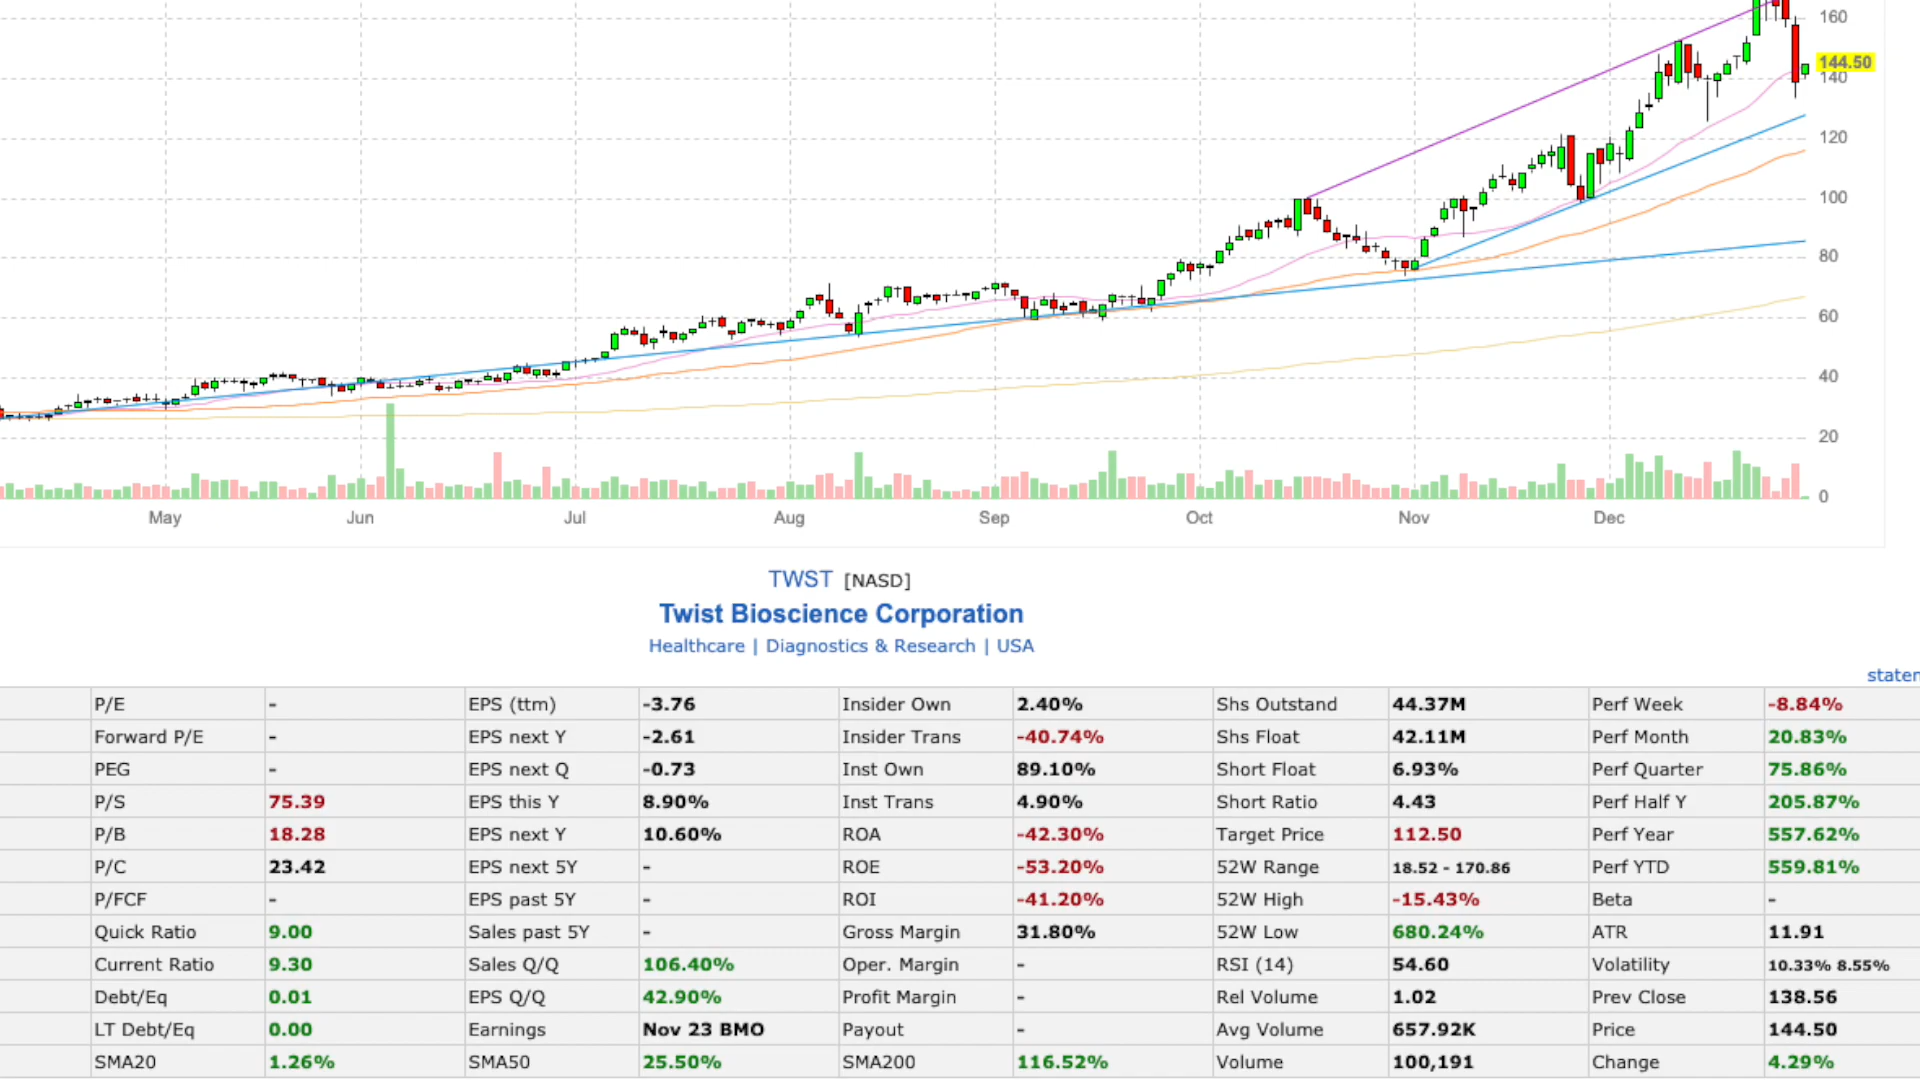 160
144.50
140
120
100
80
60
40
20
0
May Jun Jul Aug Sep Oct Nov Dec
TWST [NASD]
Twist Bioscience Corporation
Healthcare | Diagnostics & Research | USA
P/E - EPS (ttm) -3.76 Insider Own 2.40% Shs Outstand 44.37M Perf Week -8.84%
Forward P/E - EPS next Y -2.61 Insider Trans -40.74% Shs Float 42.11M Perf Month 20.83%
PEG - EPS next Q -0.73 Inst Own 89.10% Short Float 6.93% Perf Quarter 75.86%
P/S 75.39 EPS this Y 8.90% Inst Trans 4.90% Short Ratio 4.43 Perf Half Y 205.87%
P/B 18.28 EPS next Y 10.60% ROA -42.30% Target Price 112.50 Perf Year 557.62%
P/C 23.42 EPS next 5Y - ROE -53.20% 52W Range 18.52 - 170.86 Perf YTD 559.81%
P/FCF - EPS past 5Y - ROI -41.20% 52W High -15.43% Beta -
Quick Ratio 9.00 Sales past 5Y - Gross Margin 31.80% 52W Low 680.24% ATR 11.91
Current Ratio 9.30 Sales Q/Q 106.40% Oper. Margin - RSI (14) 54.60 Volatility 10.33% 8.55%
Debt/Eq 0.01 EPS Q/Q 42.90% Profit Margin - Rel Volume 1.02 Prev Close 138.56
LT Debt/Eq 0.00 Earnings Nov 23 BMO Payout - Avg Volume 657.92K Price 144.50
SMA20 1.26% SMA50 25.50% SMA200 116.52% Volume 100,191 Change 4.29%